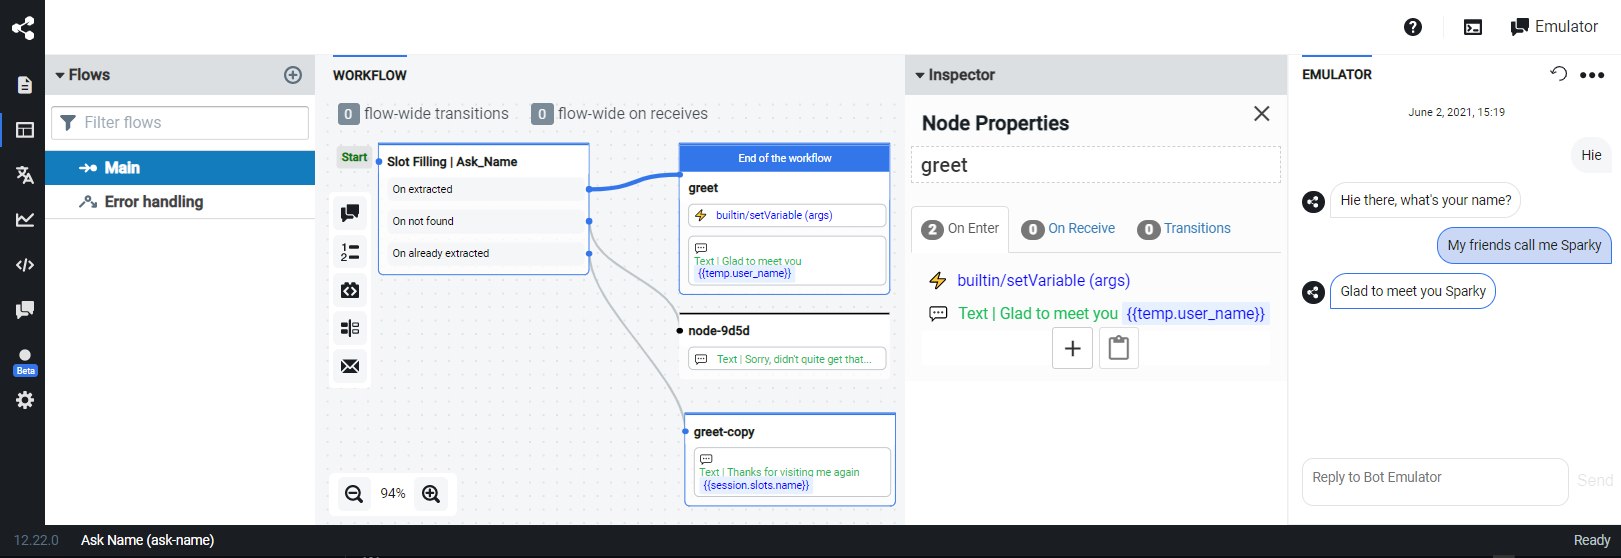 Emulator
Flows
Filter flows
Main
Error handling
Beta
WORKFLOW
0 flow-wide transitions 0 flow-wide on receives
Start
Slot Filling | Ask_Name
On extracted
On not found
On already extracted
End of the workflow
greet
builtin/setVariable (args)
Text | Glad to meet you
{{temp.user_name}}
node-9d5d
Text | Sorry, didn't quite get that...
greet-copy
Text | Thanks for visiting me again
{{session.slots.name}}
94%
Inspector
Node Properties
greet
2 On Enter 0 On Receive 0 Transitions
builtin/setVariable (args)
Text | Glad to meet you {{temp.user_name}}
EMULATOR
June 2, 2021, 15:19
Hie
Hie there, what's your name?
My friends call me Sparky
Glad to meet you Sparky
Reply to Bot Emulator
Send
12.22.0 Ask Name (ask-name) Ready